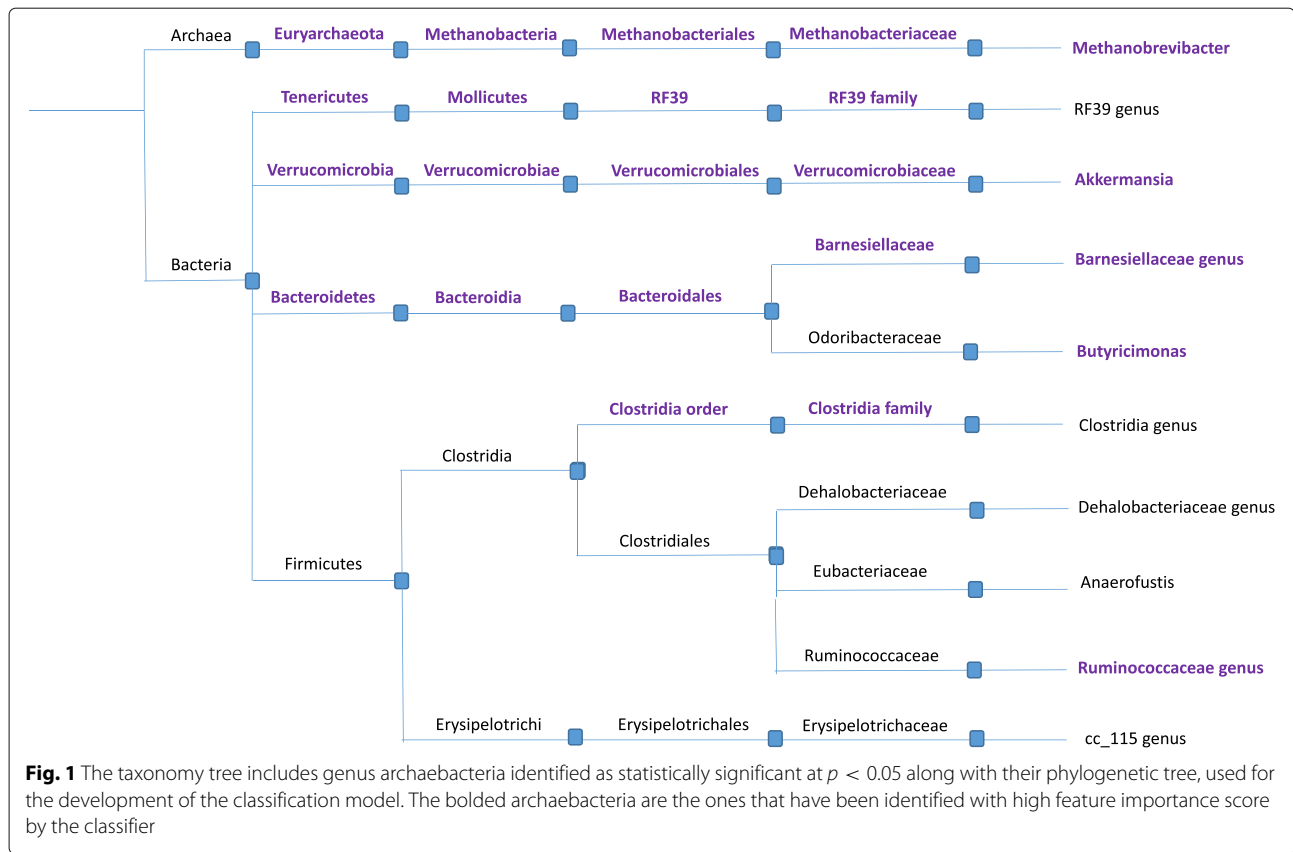 Archaea Euryarchaeota Methanobacteria Methanobacteriales Methanobacteriaceae Methanobrevibacter
Tenericutes Mollicutes RF39 RF39 family RF39 genus
Verrucomicrobia Verrucomicrobiae Verrucomicrobiales Verrucomicrobiaceae Akkermansia
Barnesiellaceae Barnesiellaceae genus
Bacteria
Bacteroidetes Bacteroidia Bacteroidales
Odoribacteraceae Butyricimonas
Clostridia order Clostridia family Clostridia genus
Clostridia
Dehalobacteriaceae Dehalobacteriaceae genus
Clostridiales
Firmicutes Eubacteriaceae Anaerofustis
Ruminococcaceae Ruminococcaceae genus
Erysipelotrichi Erysipelotrichales Erysipelotrichaceae cc_115 genus
Fig. 1 The taxonomy tree includes genus archaebacteria identified as statistically significant at p < 0.05 along with their phylogenetic tree, used for
the development of the classification model. The bolded archaebacteria are the ones that have been identified with high feature importance score
by the classifier